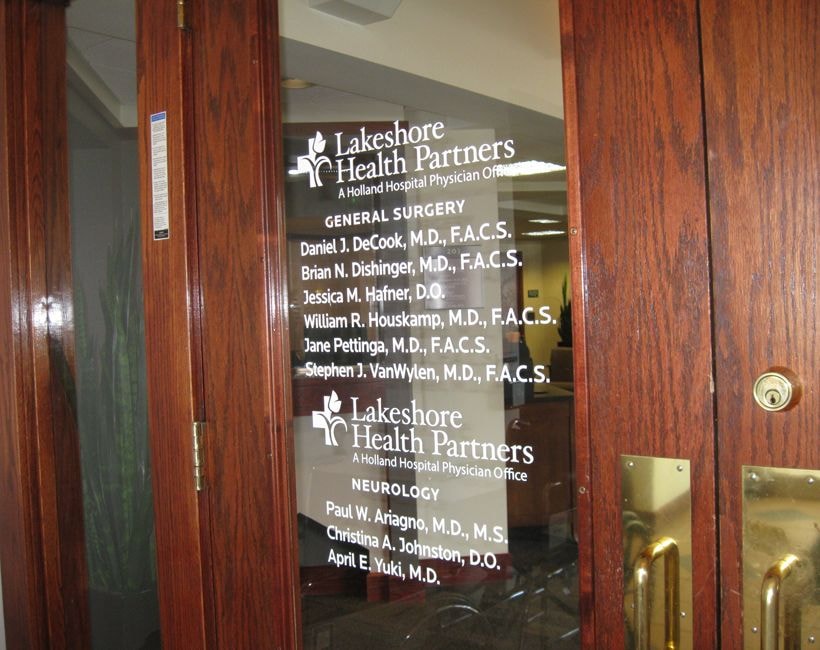 Lakeshore
Health Partners
A Holland Hospital Physician Office
GENERAL SURGERY
Daniel J. DeCook, M.D., F.A.C.S.
Brian N. Dishinger, M.D., F.A.C.S.
Jessica M. Hafner, D.O.
William R. Houskamp, M.D., F.A.C.S.
Jane Pettinga, M.D., F.A.C.S.
Stephen J. VanWylen, M.D., F.A.C.S.
Lakeshore
Health Partners
A Holland Hospital Physician Office
NEUROLOGY
Paul W. Ariagno, M.D., M.S.
Christina A. Johnston, D.O.
April E. Yuki, M.D.